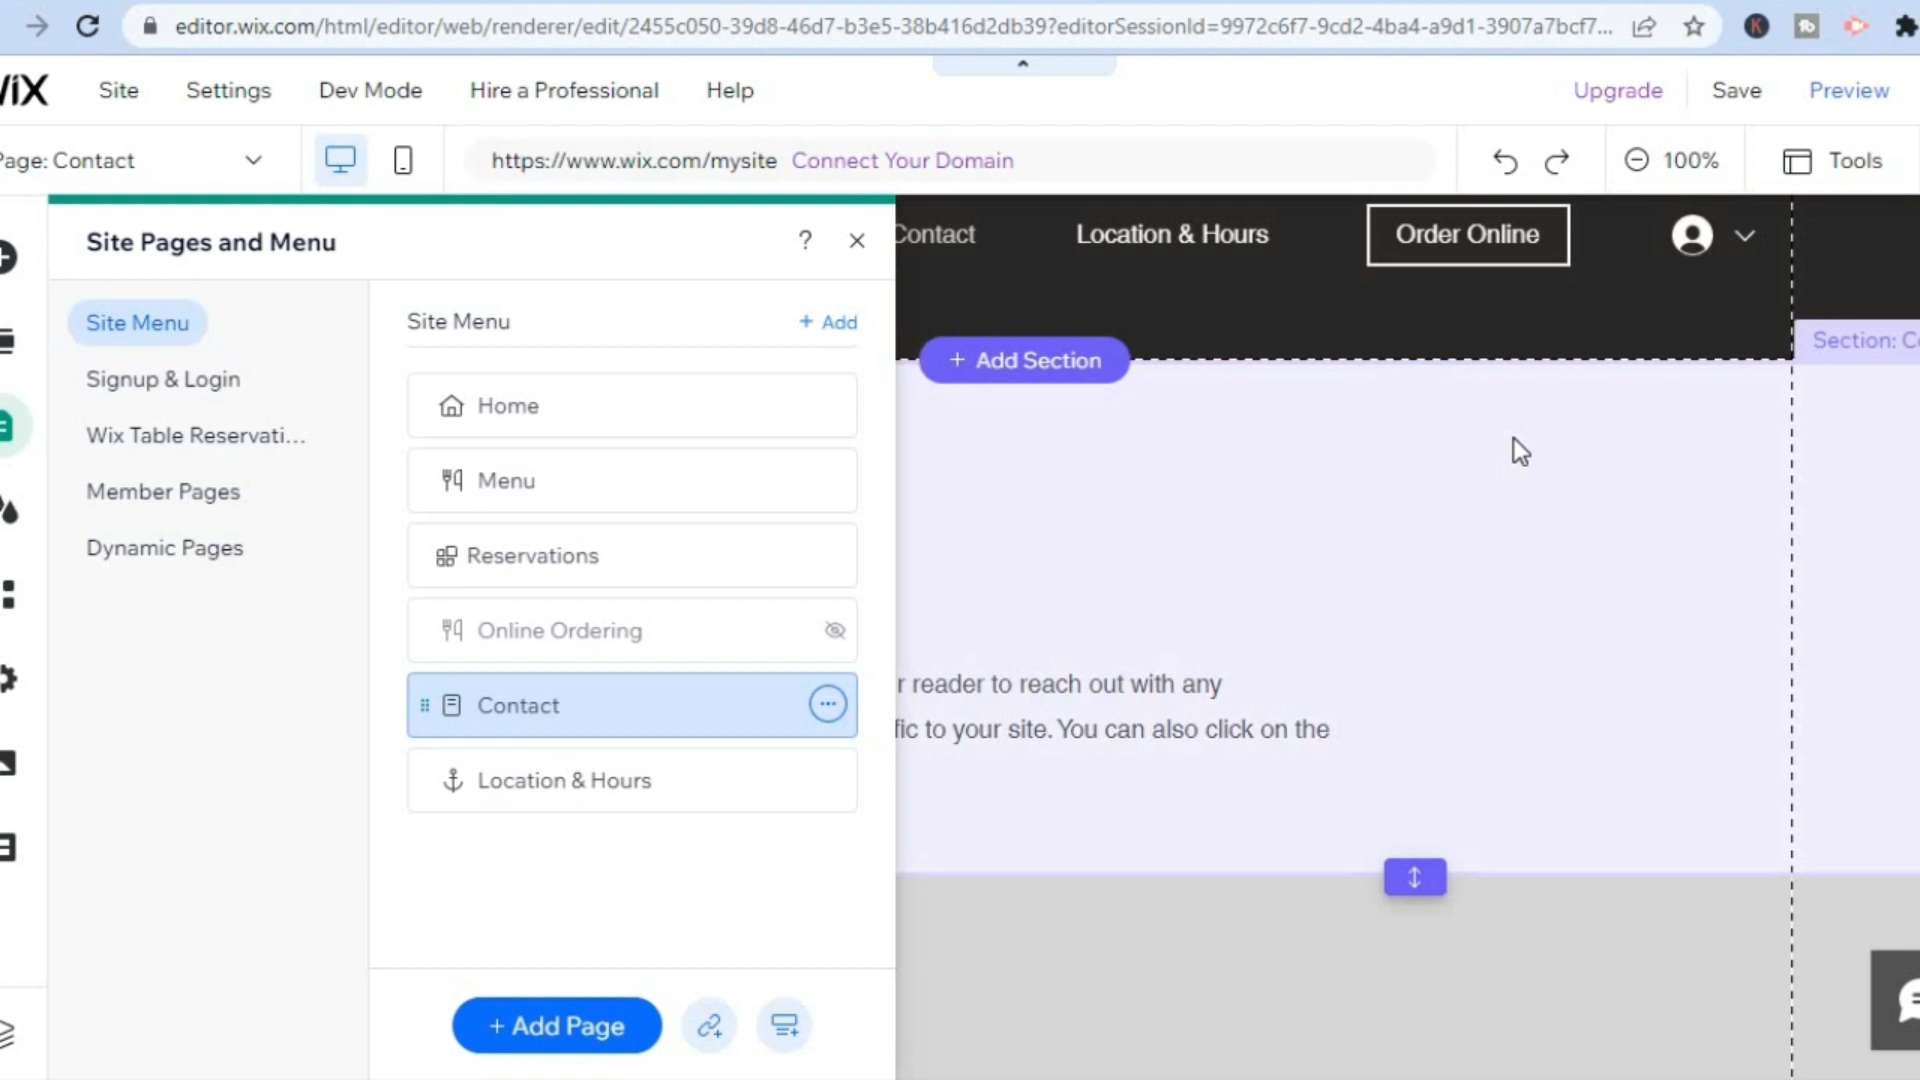 editor.wix.com/html/editor/web/renderer/edit/2455c050-39d8-46d7-b3e5-38b416d2db39?editorSessionId=9972c6f7-9cd2-4ba4-a9d1-3907a7bcf7...
K
tb
WiX Site Settings Dev Mode Hire a Professional Help Upgrade Save Preview
Page: Contact
https://www.wix.com/mysite Connect Your Domain
100%
Tools
Site Pages and Menu
?
Contact Location & Hours Order Online
Site Menu
Signup & Login
Wix Table Reservati...
Member Pages
Dynamic Pages
Site Menu + Add
Home
Menu
Reservations
Online Ordering
Contact
Location & Hours
+ Add Page
+ Add Section
Section: C
r reader to reach out with any
fic to your site. You can also click on the